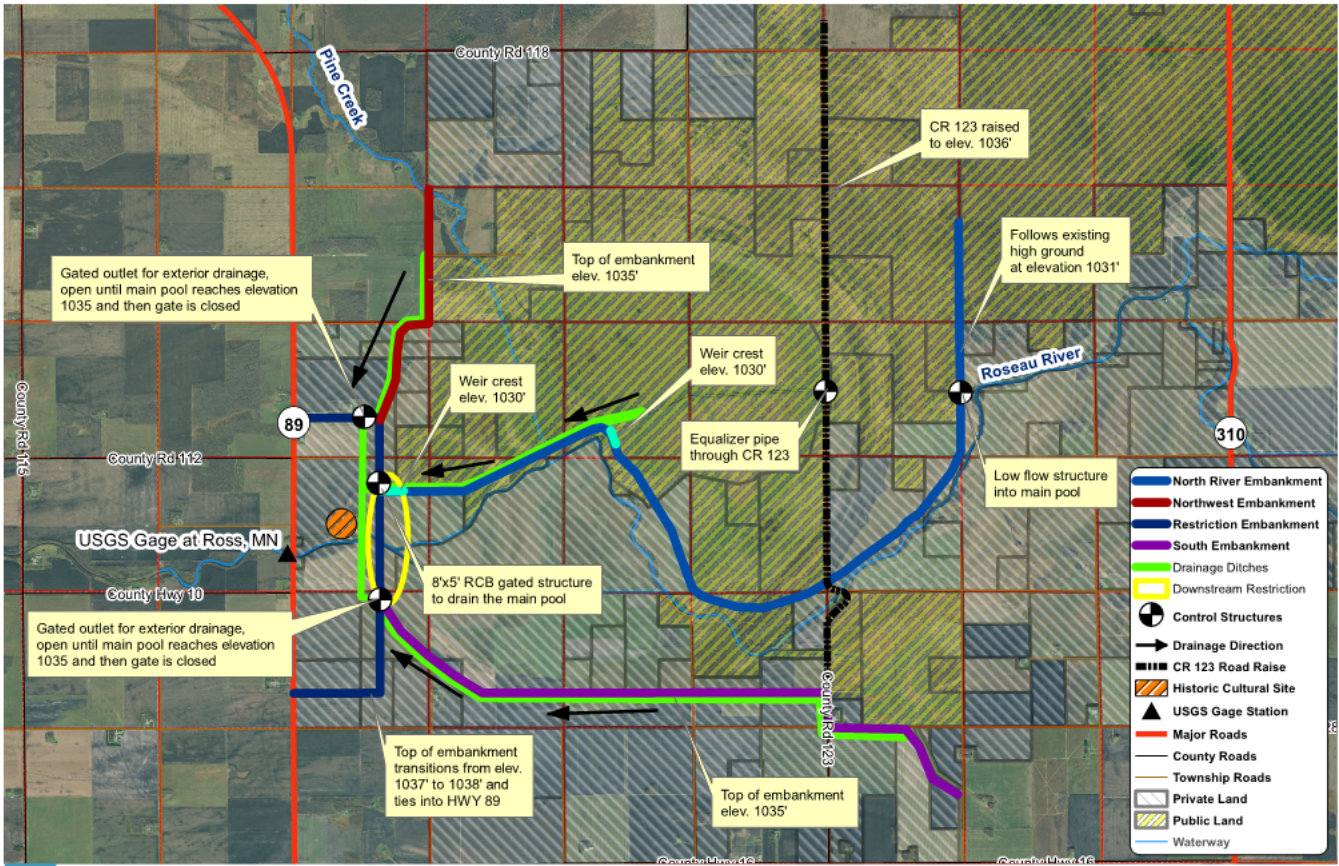 County Rd 118
Pine Creek
CR 123 raised
to elev. 1036'
Follows existing
high ground
at elevation 1031'
Top of embankment
elev. 1035'
Gated outlet for exterior drainage,
open until main pool reaches elevation
1035 and then gate is closed
Weir crest
elev. 1030'
Weir crest
elev. 1030'
Roseau River
County Rd 116
89
310
Equalizer pipe
through CR 123
County Rd 112
Low flow structure
into main pool
USGS Gage at Ross, MN
8'x5' RCB gated structure
to drain the main pool
County Hwy 10
Gated outlet for exterior drainage,
open until main pool reaches elevation
1035 and then gate is closed
County Rd 123
Top of embankment
transitions from elev.
1037' to 1038' and
ties into HWY 89
Top of embankment
elev. 1035'
North River Embankment
Northwest Embankment
Restriction Embankment
South Embankment
Drainage Ditches
Downstream Restriction
Control Structures
Drainage Direction
CR 123 Road Raise
Historic Cultural Site
USGS Gage Station
Major Roads
County Roads
Township Roads
Private Land
Public Land
Waterway
County Hwy 16
County Hwy 16